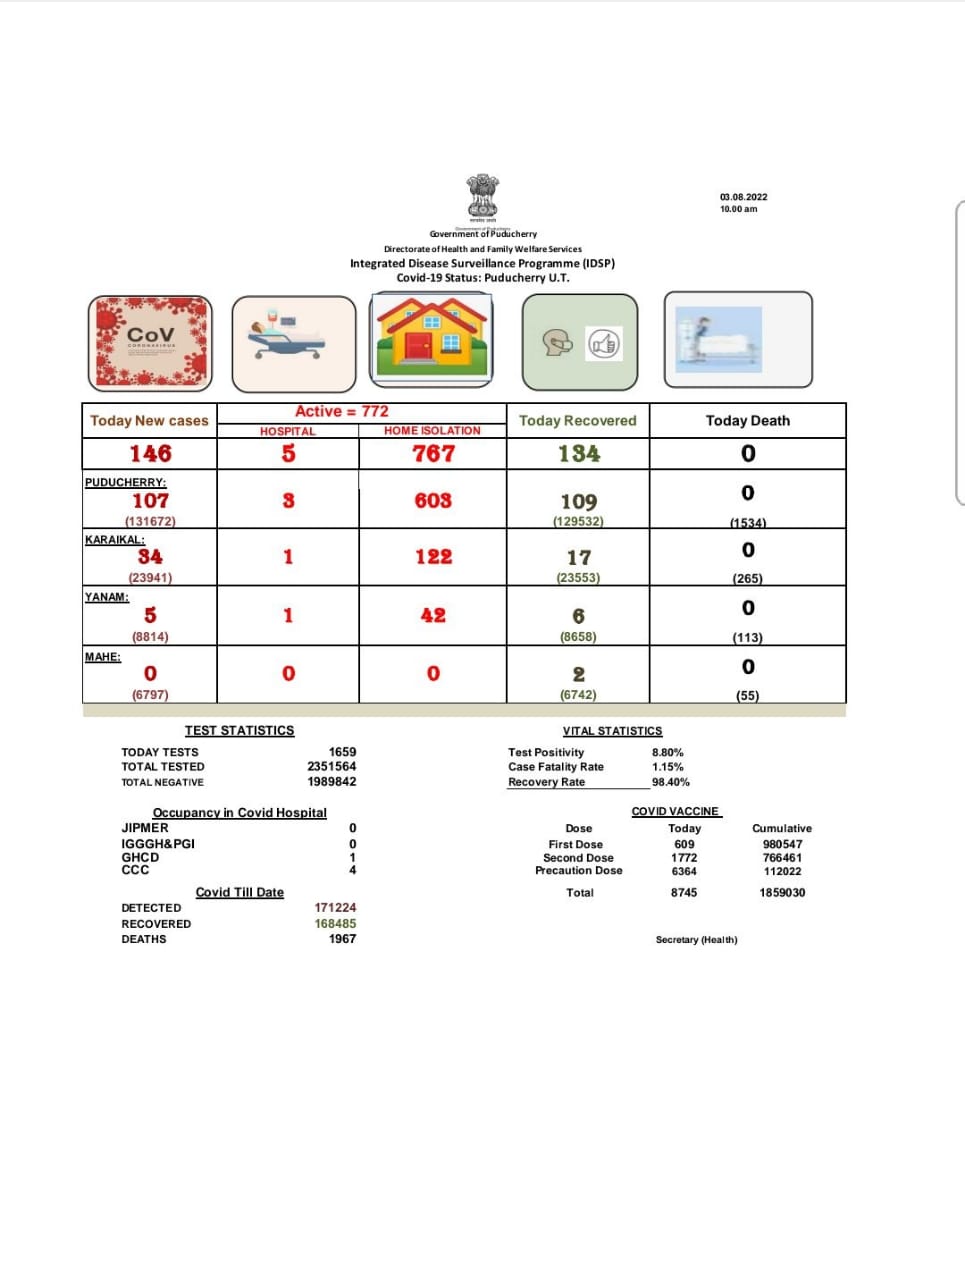 03.08.2022
10.00 am
Government of Puducherry
Directorate of Health and Family Welfare Services
Integrated Disease Surveillance Programme (IDSP)
Covid-19 Status: Puducherry U.T.
CoV
CORONAVIRUS
Today New cases
Active = 772
HOSPITAL HOME ISOLATION
Today Recovered
Today Death
146 5 767 134 0
PUDUCHERRY:
107 3 603 109 0
(131672) (129532) (1534)
KARAIKAL:
34 1 122 17 0
(23941) (23553) (265)
YANAM:
5 1 42 6 0
(8814) (8658) (113)
MAHE:
0 0 0 2 0
(6797) (6742) (55)
TEST STATISTICS
TODAY TESTS 1659
TOTAL TESTED 2351564
TOTAL NEGATIVE 1989842
VITAL STATISTICS
Test Positivity 8.80%
Case Fatality Rate 1.15%
Recovery Rate 98.40%
Occupancy in Covid Hospital
JIPMER 0
IGGGH&PGI 0
GHCD 1
CCC 4
COVID VACCINE
Dose Today Cumulative
First Dose 609 980547
Second Dose 1772 766461
Precaution Dose 6364 112022
Total 8745 1859030
Covid Till Date
DETECTED 171224
RECOVERED 168485
DEATHS 1967
Secretary (Health)